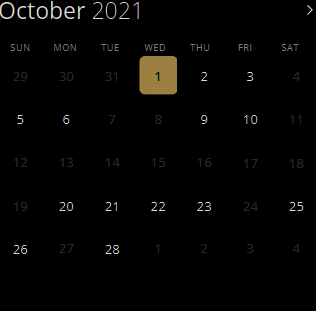 October 2021
SUN MON TUE WED THU FRI SAT
29 30 31 1 2 3 4
5 6 7 8 9 10 11
12 13 14 15 16 17 18
19 20 21 22 23 24 25
26 27 28 1 2 3 4